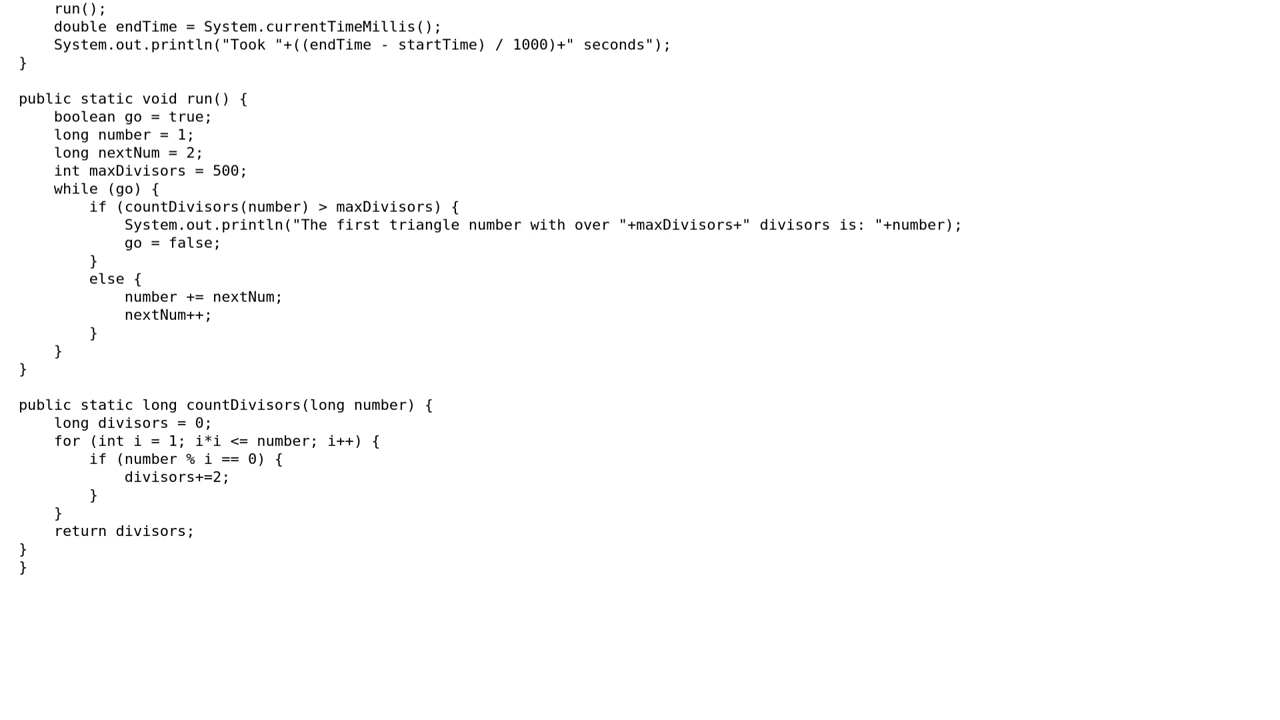 run();
    double endTime = System.currentTimeMillis();
    System.out.println("Took "+((endTime - startTime) / 1000)+" seconds");
}

public static void run() {
    boolean go = true;
    long number = 1;
    long nextNum = 2;
    int maxDivisors = 500;
    while (go) {
        if (countDivisors(number) > maxDivisors) {
            System.out.println("The first triangle number with over "+maxDivisors+" divisors is: "+number);
            go = false;
        }
        else {
            number += nextNum;
            nextNum++;
        }
    }
}

public static long countDivisors(long number) {
    long divisors = 0;
    for (int i = 1; i*i <= number; i++) {
        if (number % i == 0) {
            divisors+=2;
        }
    }
    return divisors;
}
}